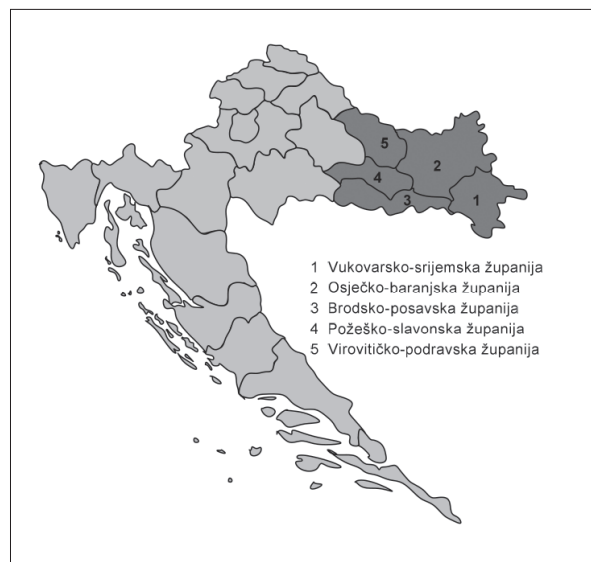 5
2
4
3
1
1 Vukovarsko-srijemska županija
2 Osječko-baranjska županija
3 Brodsko-posavska županija
4 Požeško-slavonska županija
5 Virovitičko-podravska županija